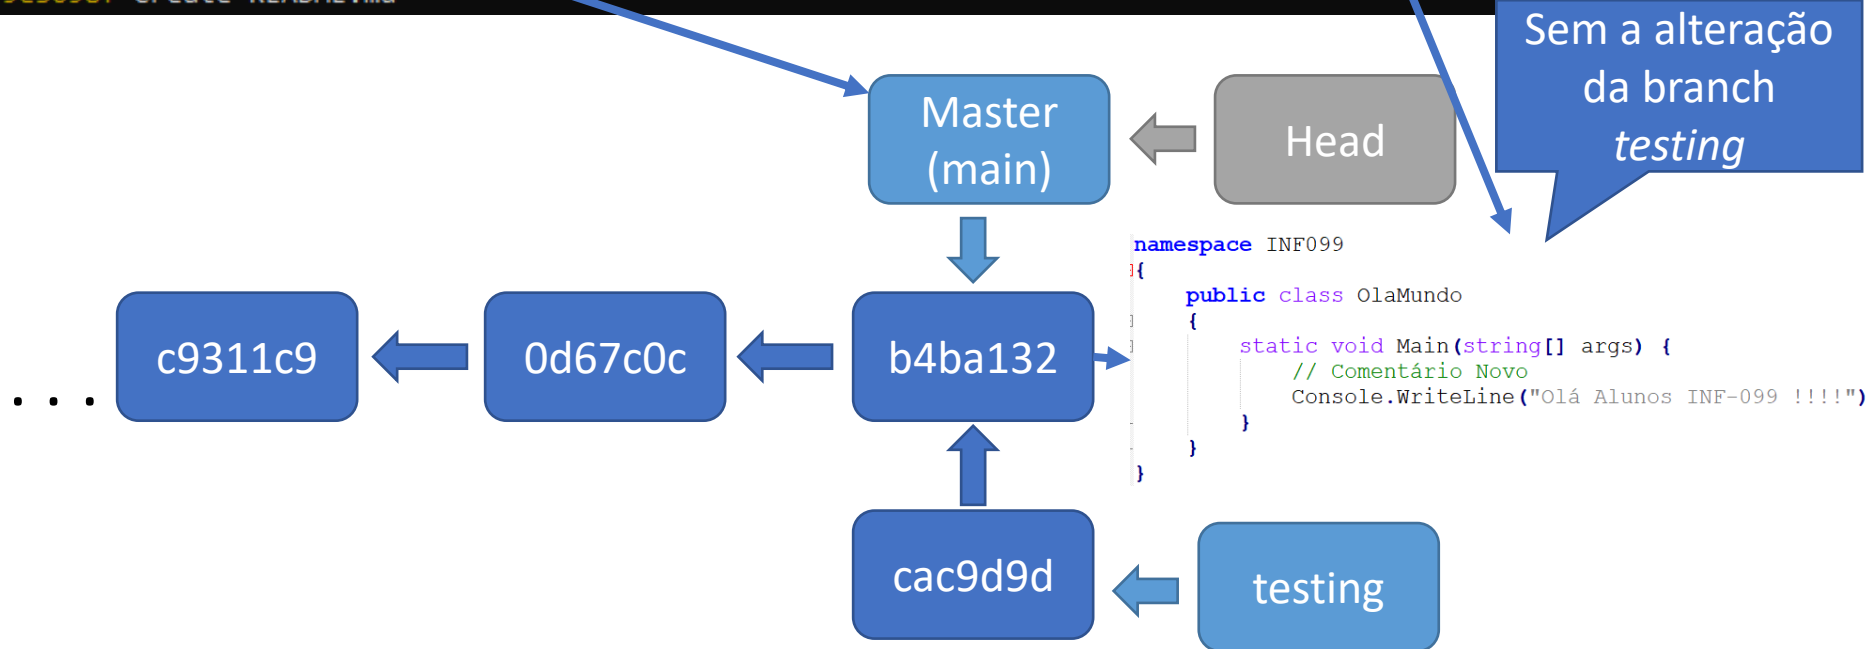 Sem a alteração
da branch
testing
Master
(main)
Head
namespace INF099
{
public class OlaMundo
{
static void Main(string[] args) {
// Comentário Novo
Console.WriteLine("Olá Alunos INF-099 !!!!")
}
}
}
. . .
c9311c9
0d67c0c
b4ba132
cac9d9d
testing